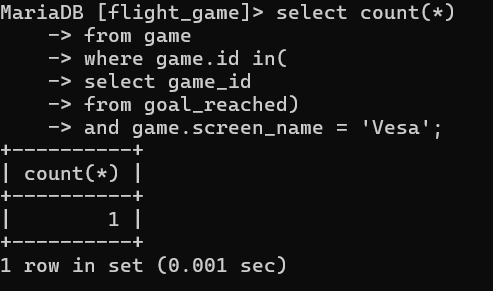 MariaDB [flight_game]> select count(*)
    -> from game
    -> where game.id in(
    -> select game_id
    -> from goal_reached)
    -> and game.screen_name = 'Vesa';
+----------+
| count(*) |
+----------+
|        1 |
+----------+
1 row in set (0.001 sec)